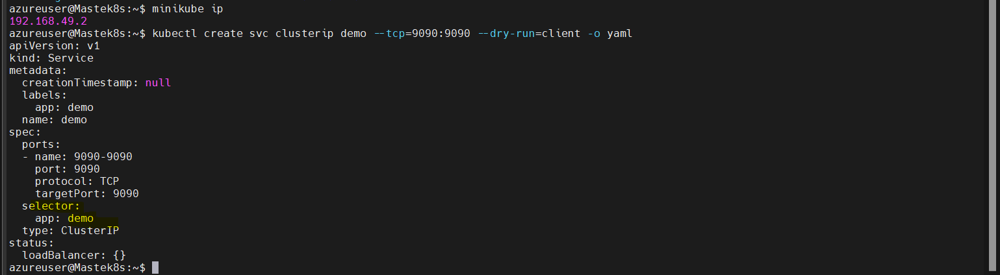 azureuser@Mastek8s:~$ minikube ip
192.168.49.2
azureuser@Mastek8s:~$ kubectl create svc clusterip demo --tcp=9090:9090 --dry-run=client -o yaml
apiVersion: v1
kind: Service
metadata:
  creationTimestamp: null
  labels:
    app: demo
  name: demo
spec:
  ports:
  - name: 9090-9090
    port: 9090
    protocol: TCP
    targetPort: 9090
  selector:
    app: demo
  type: ClusterIP
status:
  loadBalancer: {}
azureuser@Mastek8s:~$